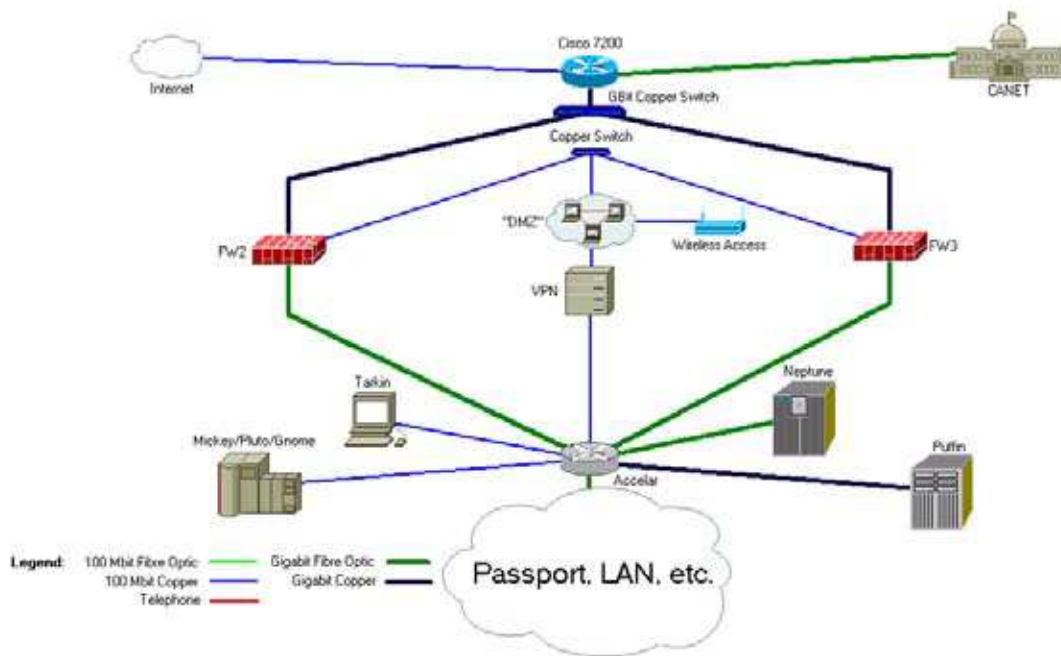 Cisco 7200
Internet
CANET
GBit Copper Switch
Copper Switch
"DMZ"
Wireless Access
FW2
FW3
VPN
Tarkin
Neptune
Mickey/Pluto/Gnome
Puffin
Accelar
Legend:
100 Mbit Fibre Optic
Gigabit Fibre Optic
100 Mbit Copper
Gigabit Copper
Telephone
Passport, LAN, etc.